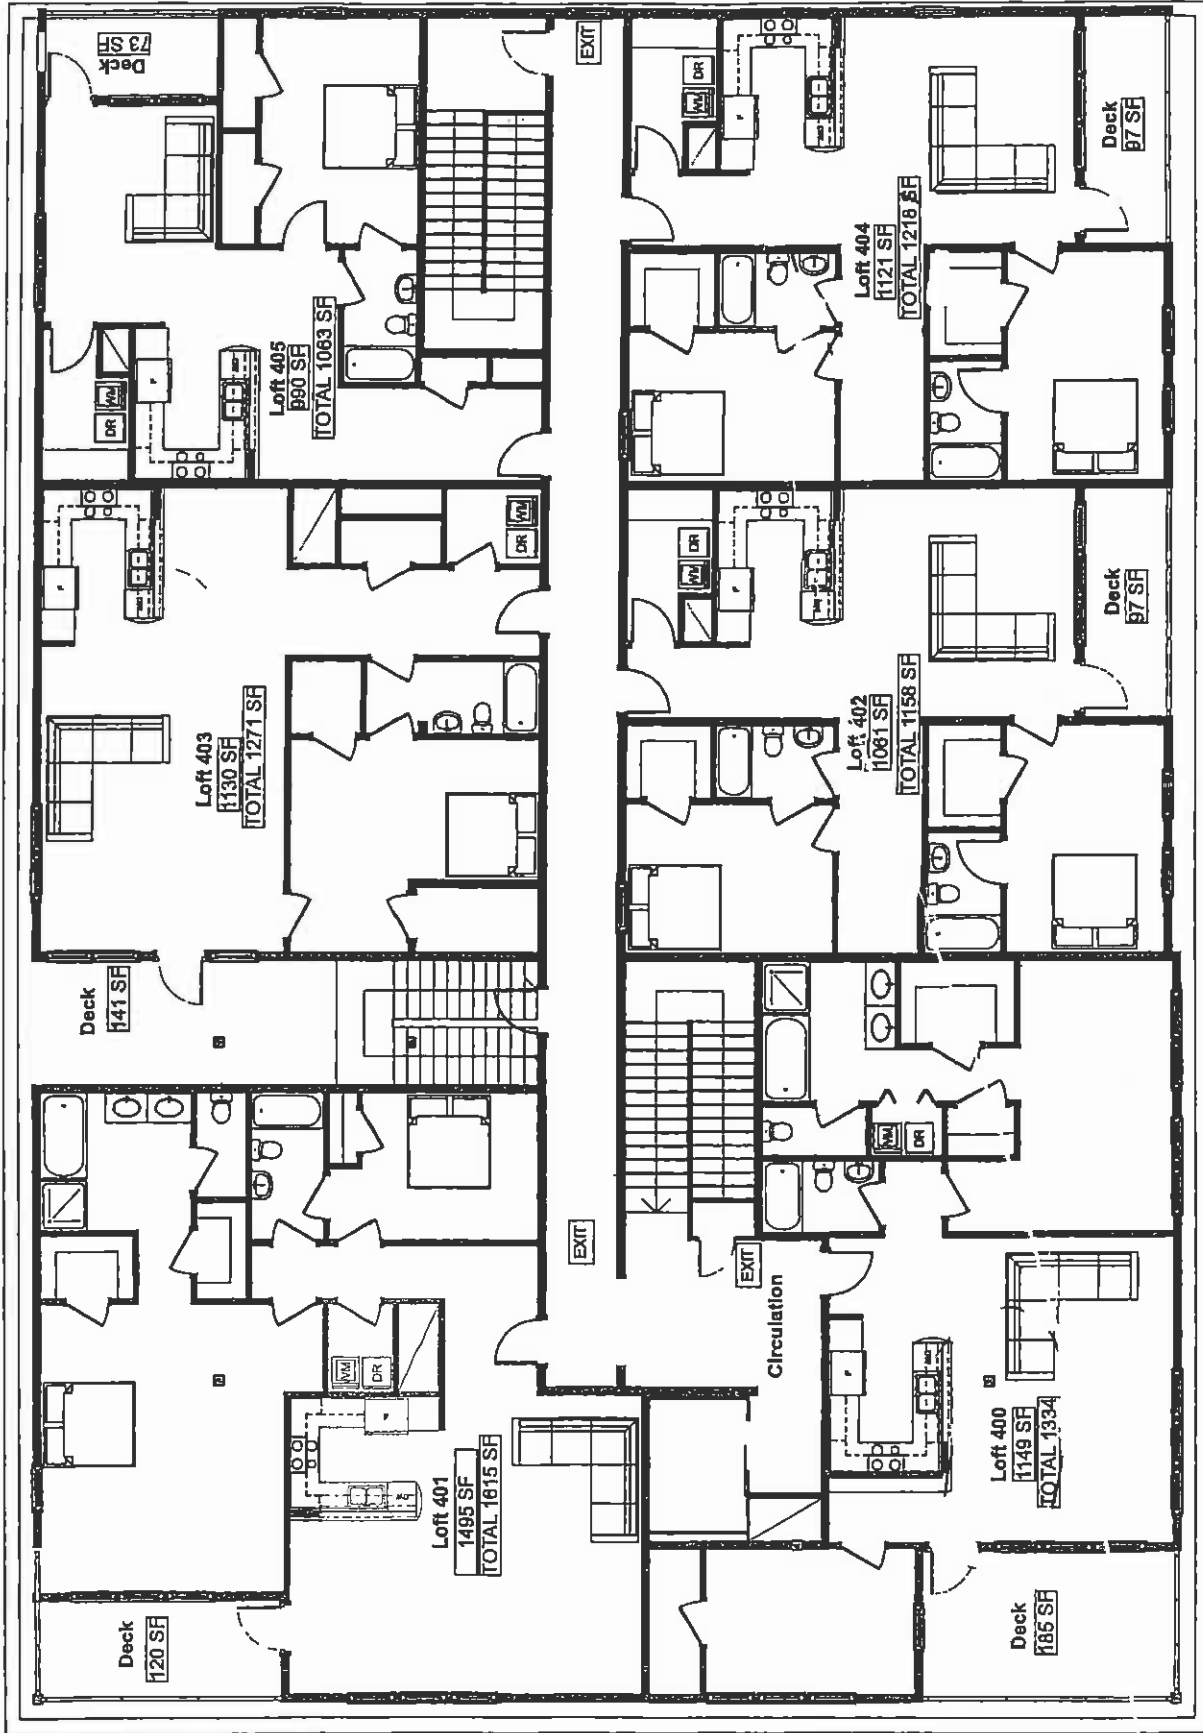 Deck
73 SF
EXIT
DR
WM
Loft 405
990 SF
TOTAL 1063 SF
DR
WM
Deck
97 SF
Loft 404
1121 SF
TOTAL 1218 SF
DR
WM
Loft 403
1130 SF
TOTAL 1271 SF
DR
WM
Deck
97 SF
Loft 402
1061 SF
TOTAL 1158 SF
Deck
141 SF
EXIT
EXIT
WM
DR
Circulation
WM
DR
Loft 401
1495 SF
TOTAL 1615 SF
Loft 400
1149 SF
TOTAL 1334
Deck
120 SF
Deck
185 SF